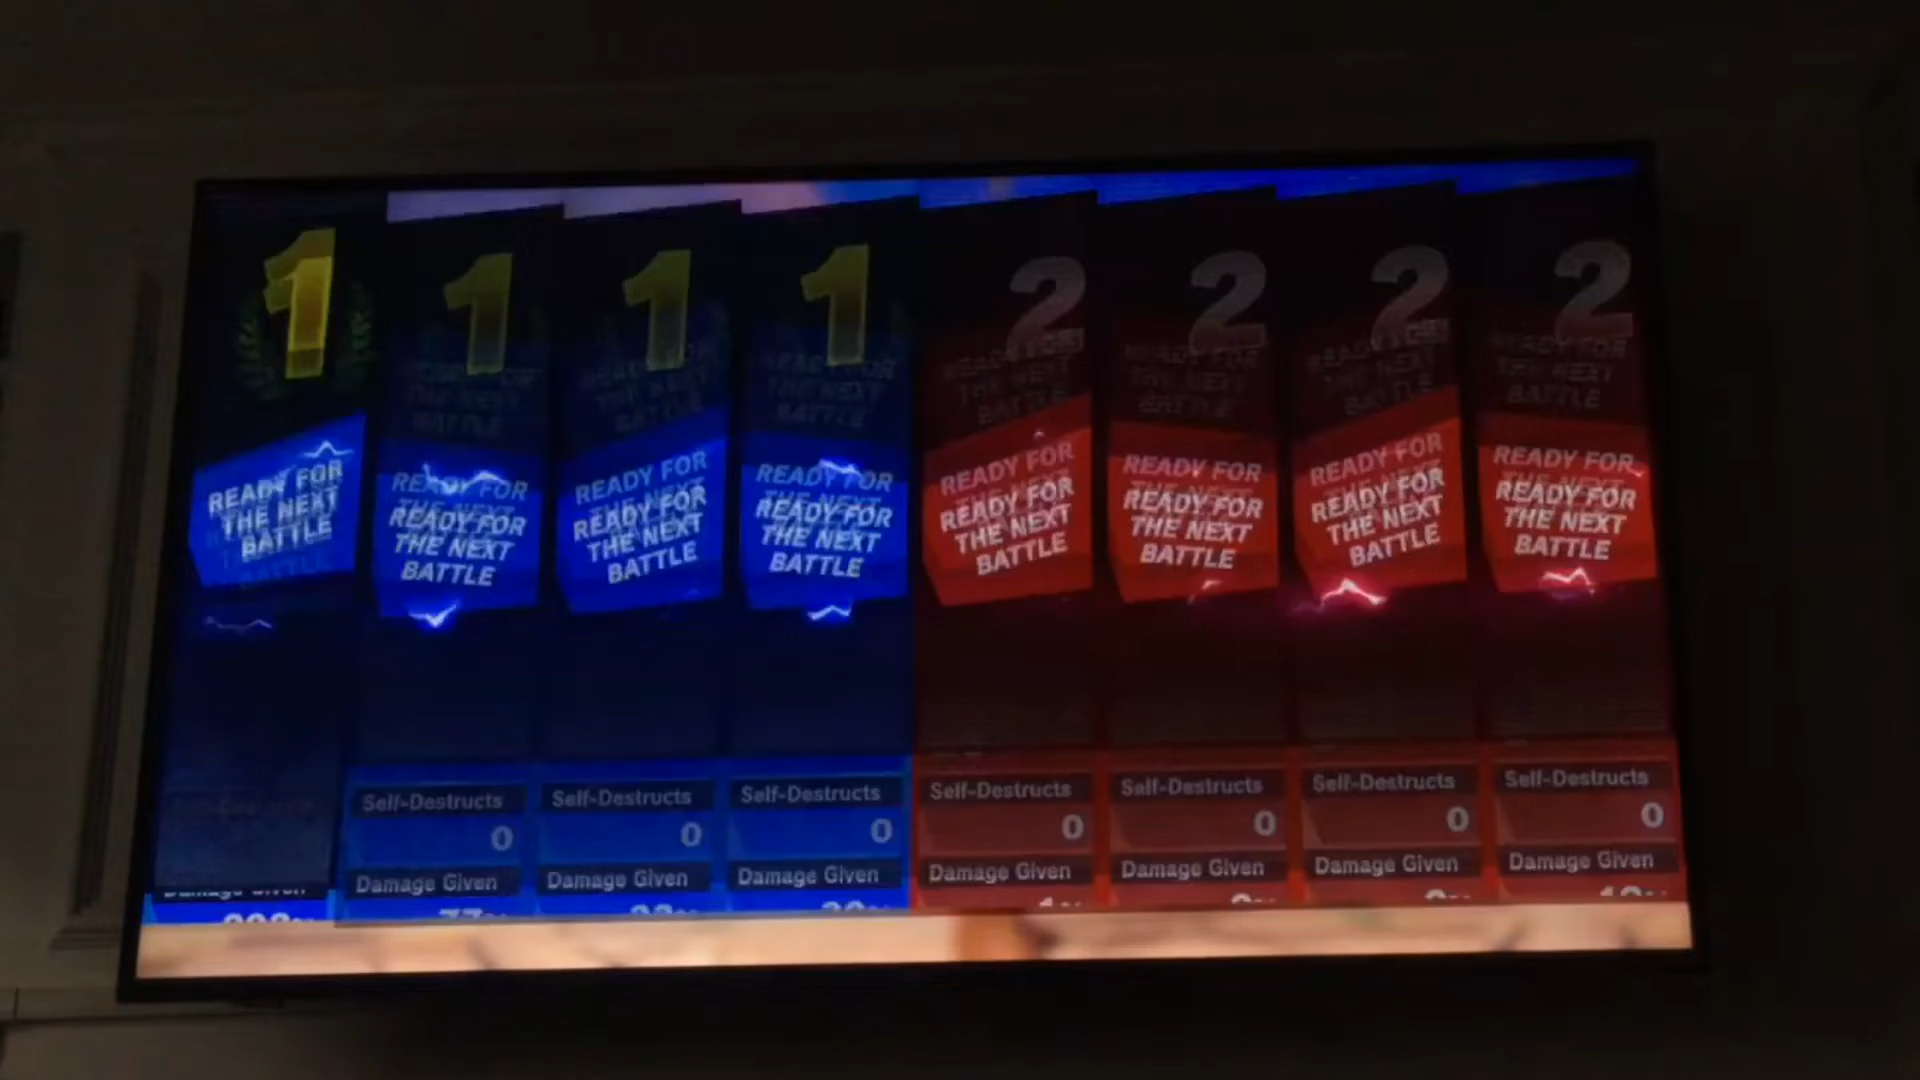 1 1 1 1 2 2 2 2
READY FOR
THE NEXT
BATTLE
READY FOR
THE NEXT
BATTLE
READY FOR
THE NEXT
BATTLE
READY FOR
THE NEXT
BATTLE
READY FOR
THE NEXT
BATTLE
READY FOR
THE NEXT
BATTLE
READY FOR
THE NEXT
BATTLE
READY FOR
THE NEXT
BATTLE
Self-Destructs Self-Destructs Self-Destructs Self-Destructs Self-Destructs Self-Destructs Self-Destructs
0 0 0 0 0 0 0
Damage Given Damage Given Damage Given Damage Given Damage Given Damage Given Damage Given Damage Given